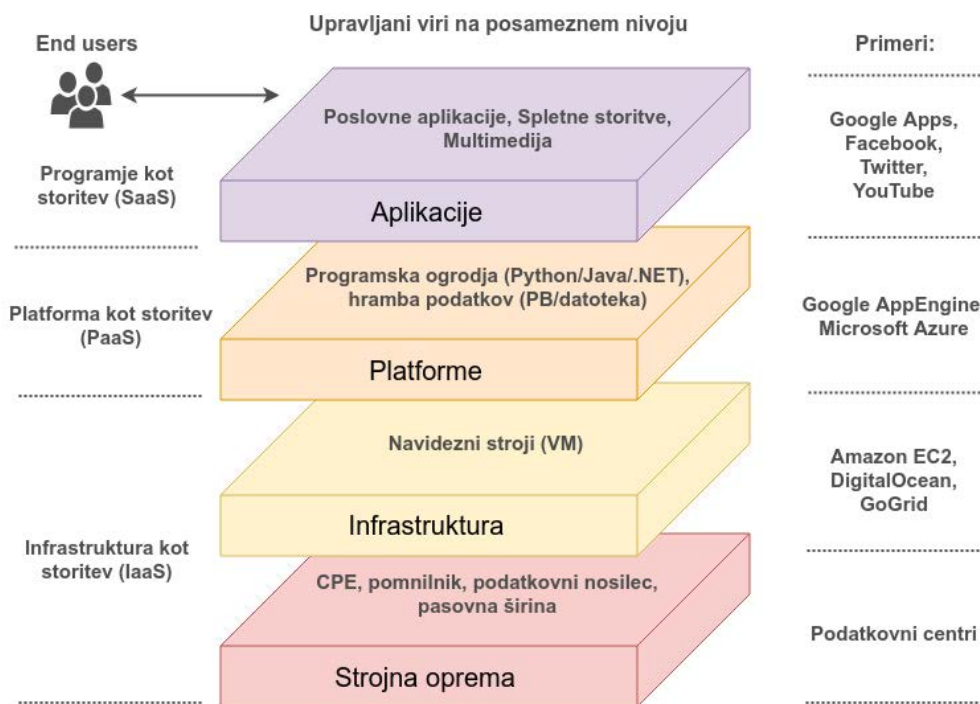 Upravljani viri na posameznem nivoju
End users
Primeri:
Poslovne aplikacije, Spletne storitve,
Multimedija
Aplikacije
Programje kot
storitev (SaaS)
Google Apps,
Facebook,
Twitter,
YouTube
Programska ogrodja (Python/Java/.NET),
hramba podatkov (PB/datoteka)
Platforme
Platforma kot storitev
(PaaS)
Google AppEngine
Microsoft Azure
Navidezni stroji (VM)
Infrastruktura
Amazon EC2,
DigitalOcean,
GoGrid
Infrastruktura kot
storitev (IaaS)
CPE, pomnilnik, podatkovni nosilec,
pasovna širina
Strojna oprema
Podatkovni centri